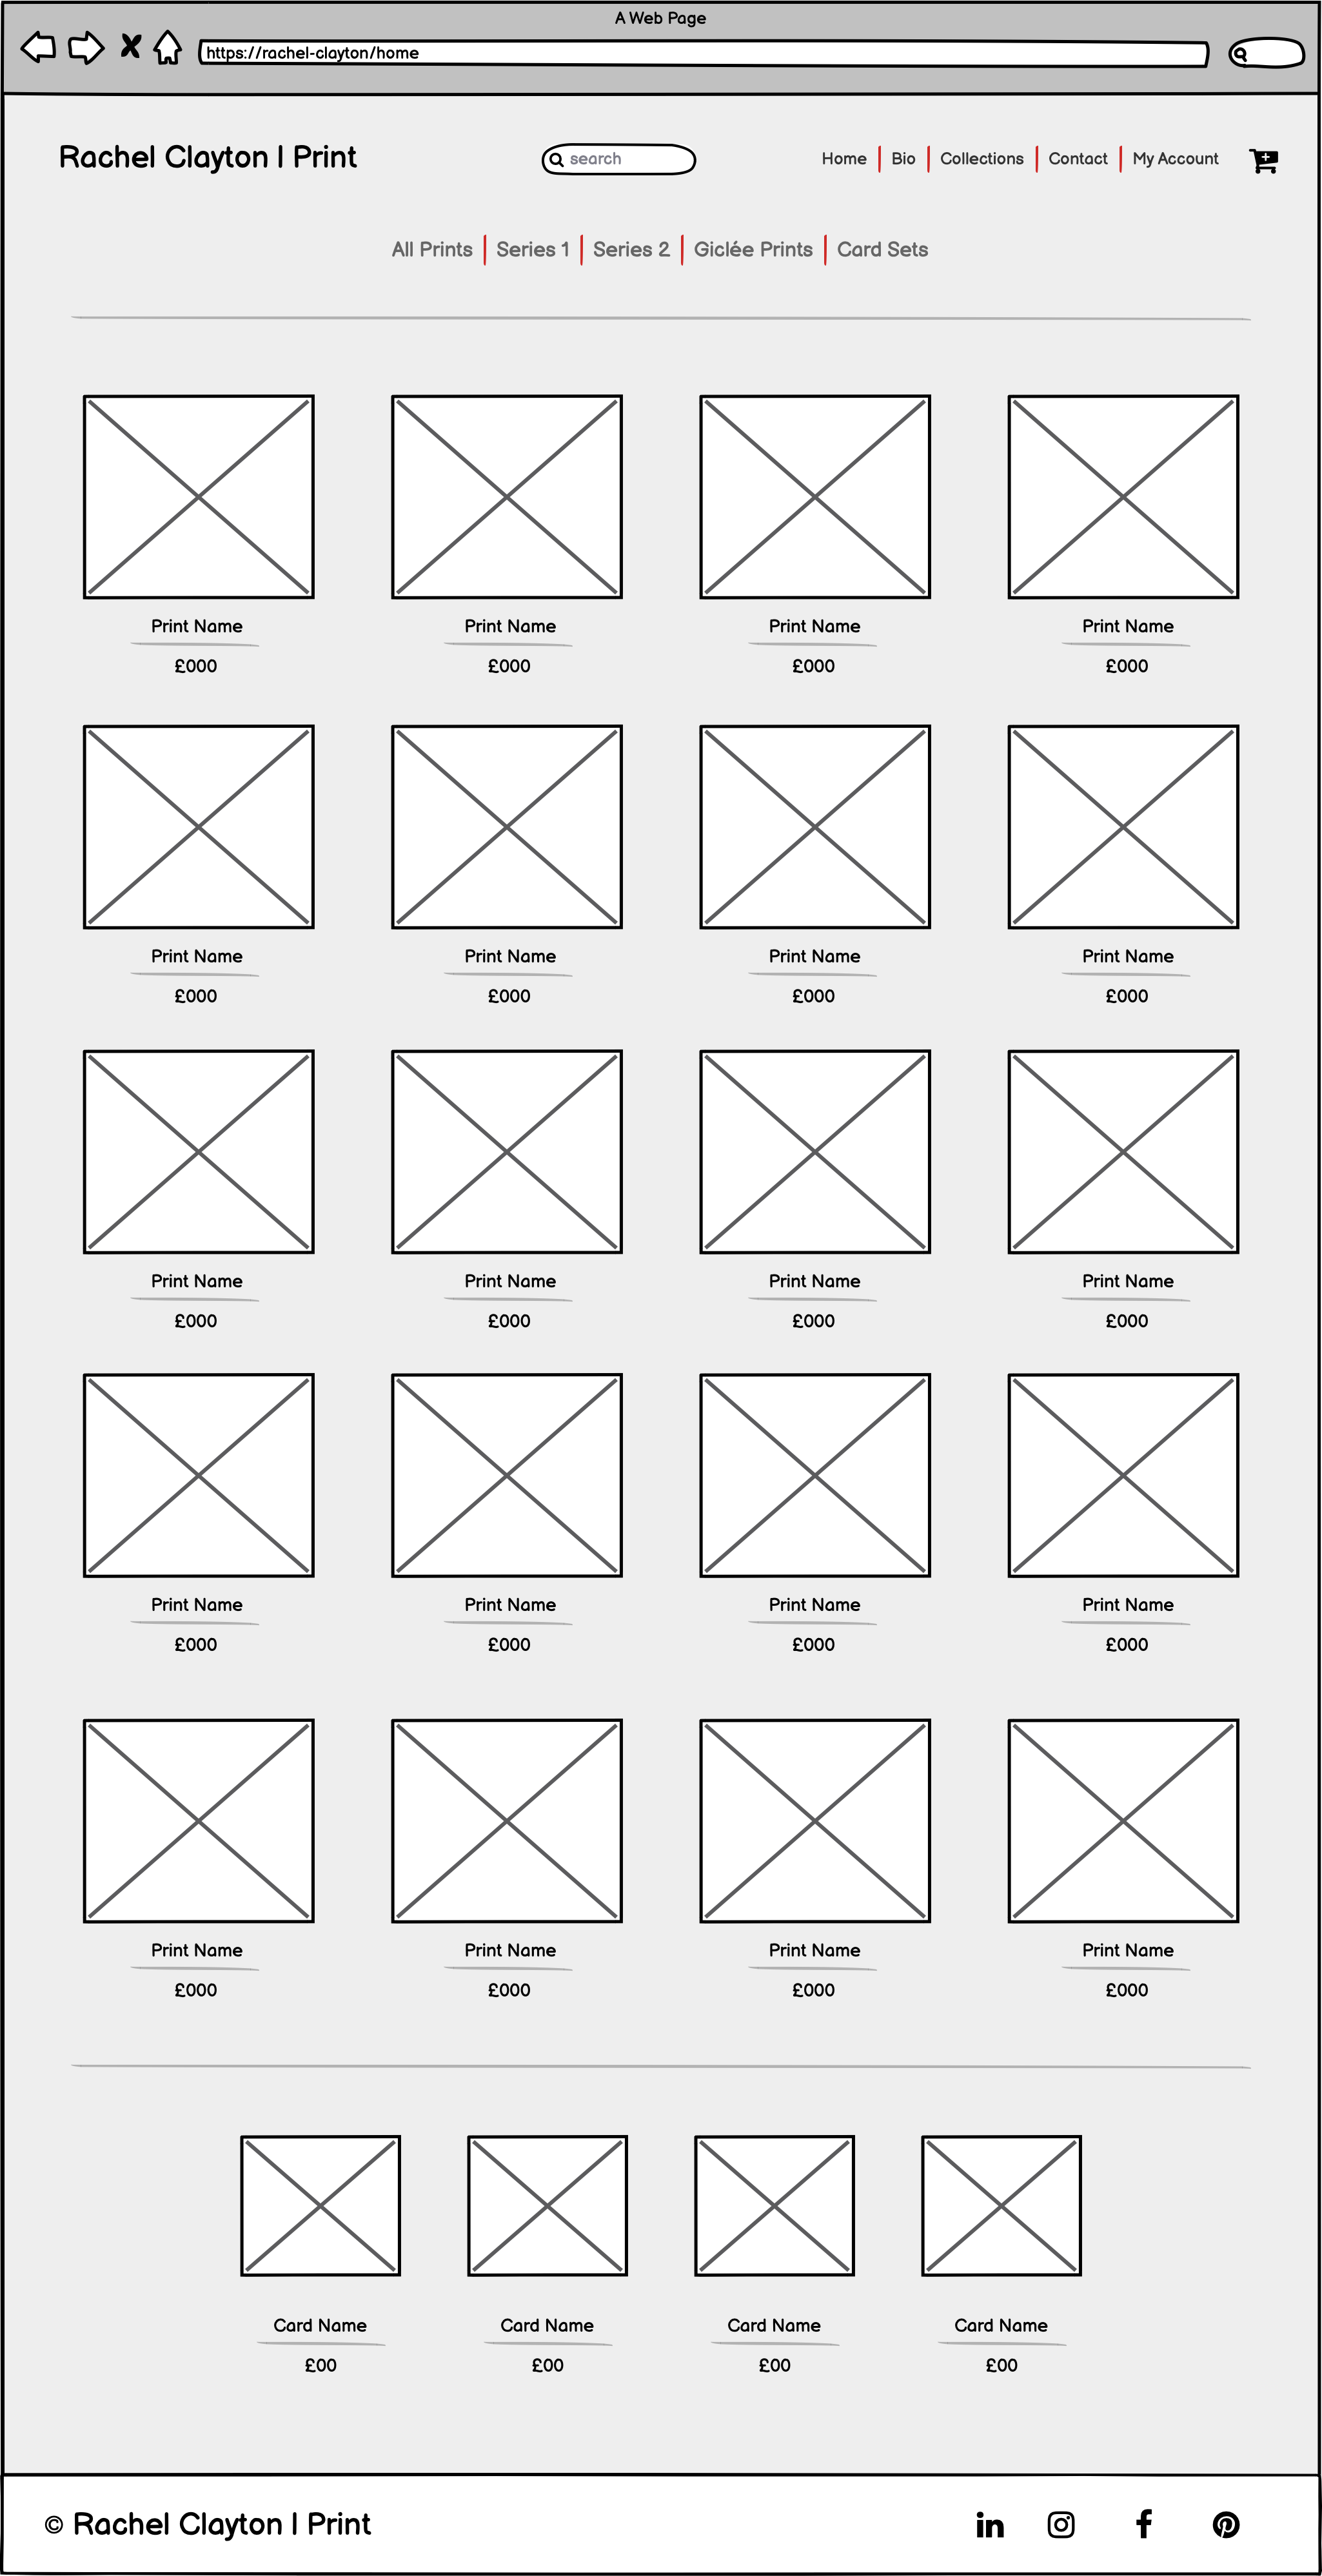 A Web Page
https://rachel-clayton/home
Rachel Clayton | Print
search
Home Bio Collections Contact My Account
All Prints Series 1 Series 2 Giclée Prints Card Sets
Print Name Print Name Print Name Print Name
£000 £000 £000 £000
Print Name Print Name Print Name Print Name
£000 £000 £000 £000
Print Name Print Name Print Name Print Name
£000 £000 £000 £000
Print Name Print Name Print Name Print Name
£000 £000 £000 £000
Print Name Print Name Print Name Print Name
£000 £000 £000 £000
Card Name Card Name Card Name Card Name
£00 £00 £00 £00
© Rachel Clayton | Print